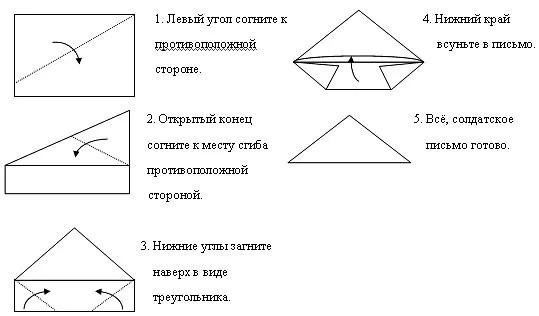 1. Левый угол согните к
противоположной
стороне.
2. Открытый конец
согните к месту сгиба
противоположной
стороной.
3. Нижние углы загните
наверх в виде
треугольника.
4. Нижний край
всуньте в письмо.
5. Всё, солдатское
письмо готово.